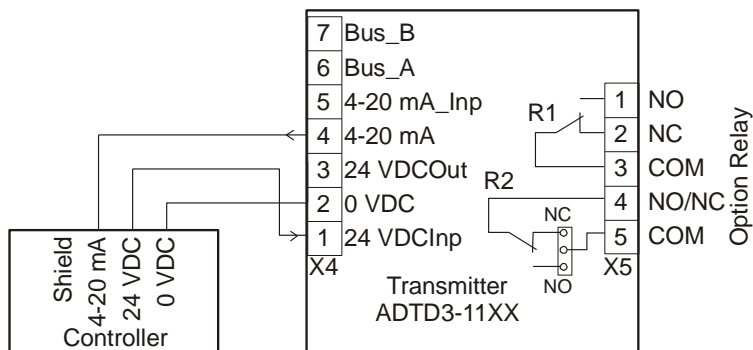 7 Bus_B
6 Bus_A
5 4-20 mA_Inp
4 4-20 mA
3 24 VDCOut
2 0 VDC
1 24 VDCInp
X4
R1
1 NO
2 NC
3 COM
R2
4 NO/NC
5 COM
NC
NO
X5
Option Relay
Transmitter
ADTD3-11XX
Shield
4-20 mA
24 VDC
0 VDC
Controller